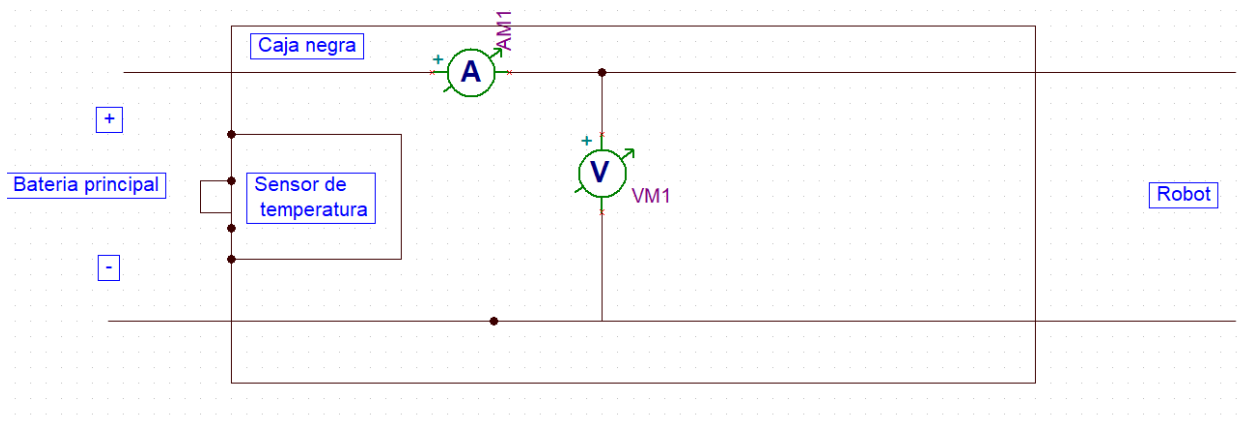 Caja negra
AM1
+
A
+
+
V
VM1
Bateria principal
Sensor de
temperatura
Robot
-